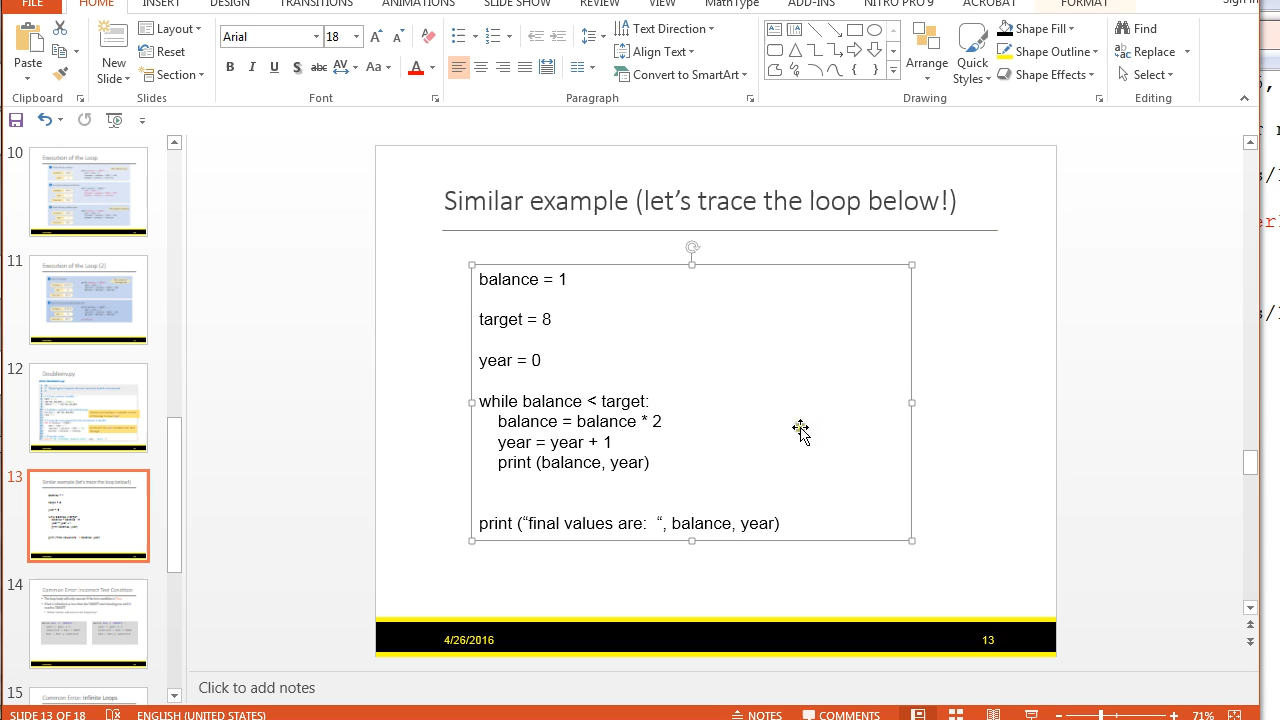 FILE HOME INSERT DESIGN TRANSITIONS ANIMATIONS SLIDE SHOW REVIEW VIEW MathType ADD-INS NITRO PRO 9 ACROBAT FORMAT Sign in
Paste
New
Slide
Layout
Reset
Section
Arial 18
B I U S abc AV Aa A
Text Direction
Align Text
Convert to SmartArt
Arrange
Quick
Styles
Shape Fill
Shape Outline
Shape Effects
Find
Replace
Select
Clipboard Slides Font Paragraph Drawing Editing
10
Execution of the Loop
11
Execution of the Loop (2)
12
Doubleinv.py
13
Similar example (let's trace the loop below!)
14
Common Error: Incorrect Test Condition
15
Common Error: Infinite Loops
Similar example (let’s trace the loop below!)
balance = 1
target = 8
year = 0
while balance < target:
balance = balance * 2
year = year + 1
print (balance, year)
print (“final values are:  “, balance, year)
4/26/2016 13
Click to add notes
SLIDE 13 OF 18 ENGLISH (UNITED STATES) NOTES COMMENTS 71%